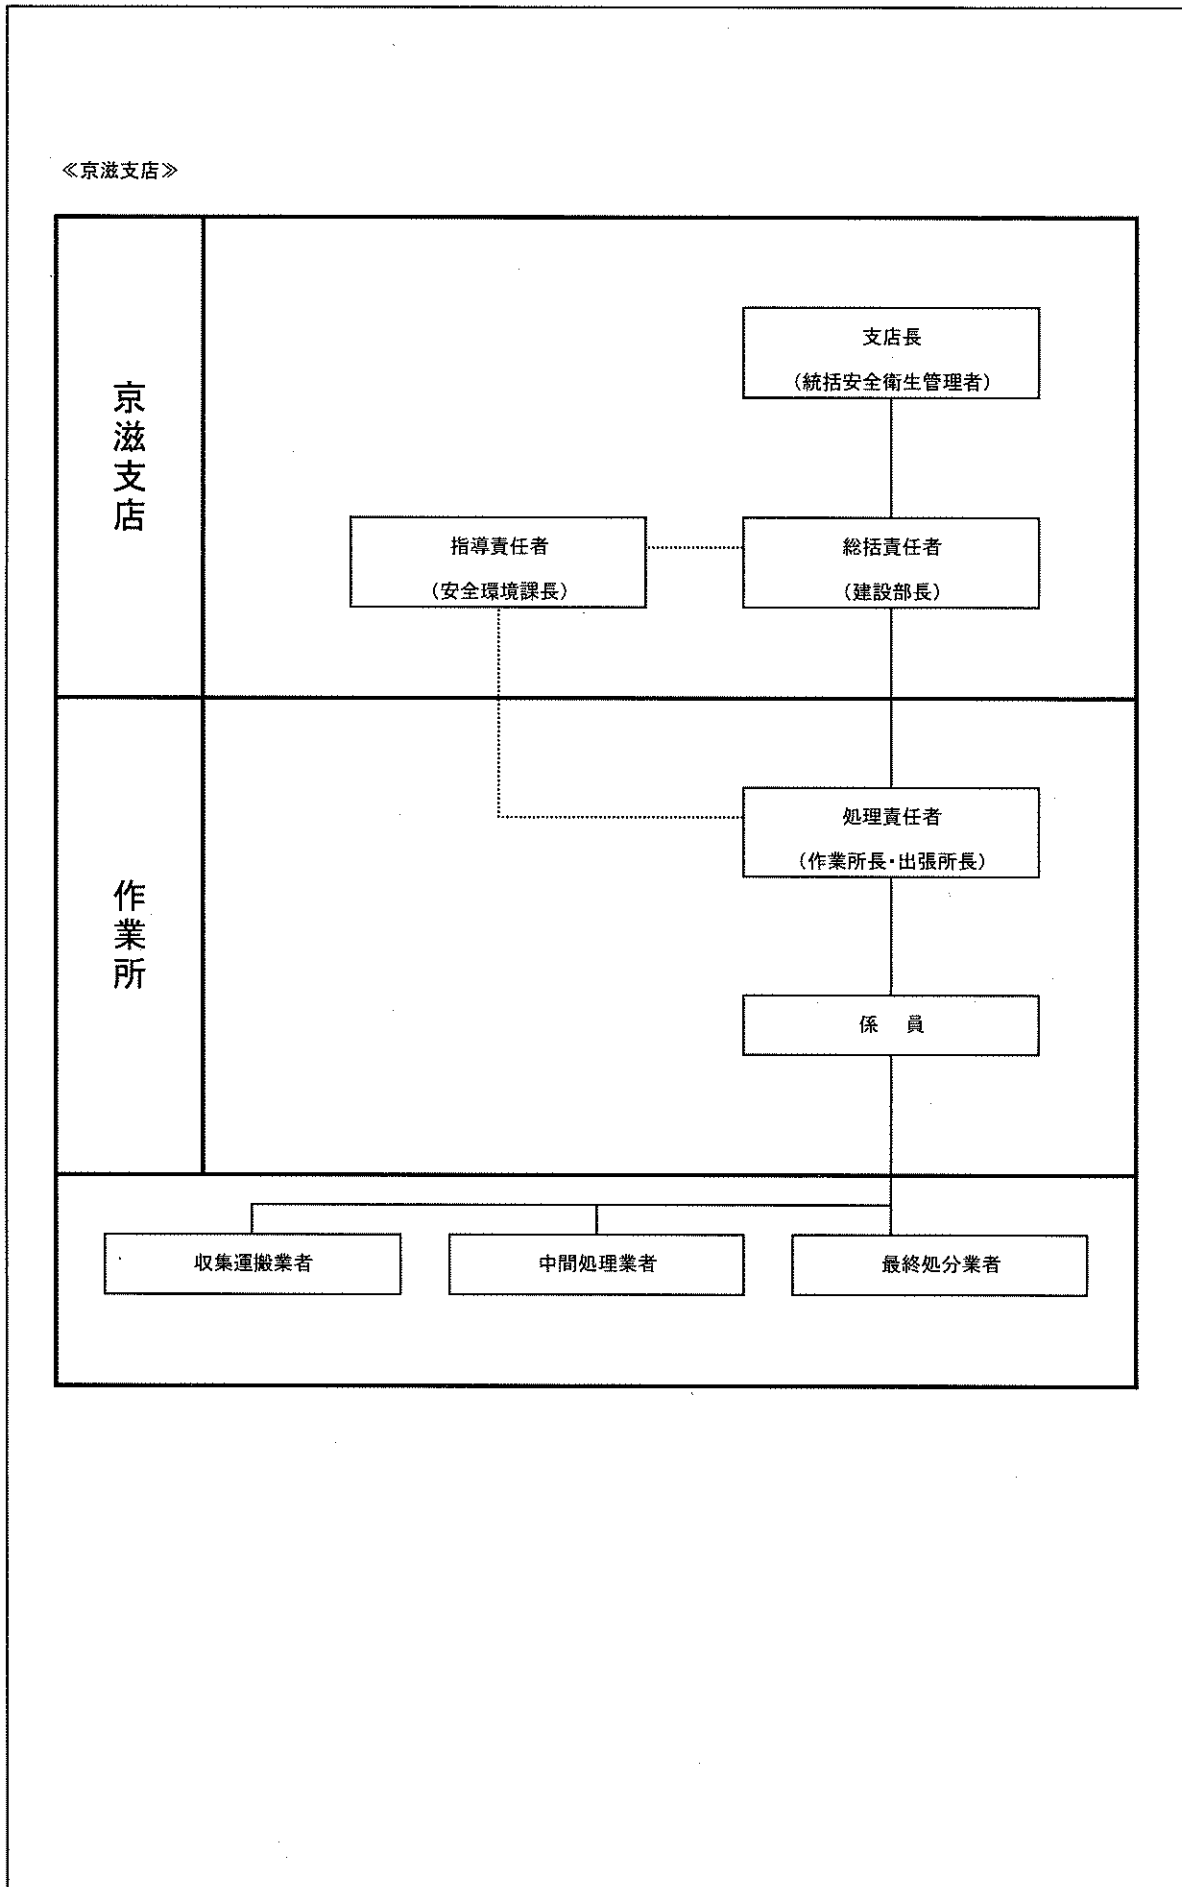 ≪京滋支店≫
京滋支店
支店長
(統括安全衛生管理者)
指導責任者
(安全環境課長)
総括責任者
(建設部長)
作業所
処理責任者
(作業所長・出張所長)
係 員
収集運搬業者
中間処理業者
最終処分業者